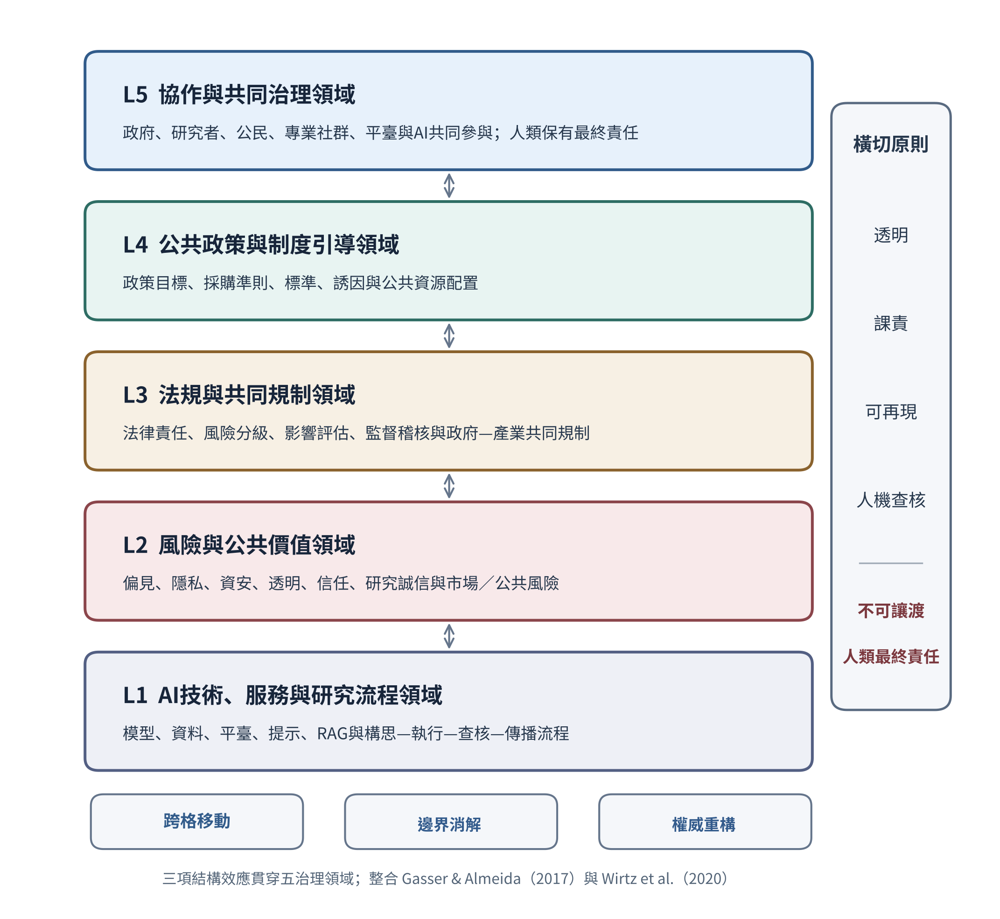 L5 協作與共同治理領域
政府、研究者、公民、專業社群、平臺與AI共同參與；人類保有最終責任
L4 公共政策與制度引導領域
政策目標、採購準則、標準、誘因與公共資源配置
L3 法規與共同規制領域
法律責任、風險分級、影響評估、監督稽核與政府—產業共同規制
L2 風險與公共價值領域
偏見、隱私、資安、透明、信任、研究誠信與市場／公共風險
L1 AI技術、服務與研究流程領域
模型、資料、平臺、提示、RAG與構思—執行—查核—傳播流程
橫切原則
透明
課責
可再現
人機查核
不可讓渡
人類最終責任
跨格移動
邊界消解
權威重構
三項結構效應貫穿五治理領域；整合 Gasser & Almeida（2017）與 Wirtz et al.（2020）